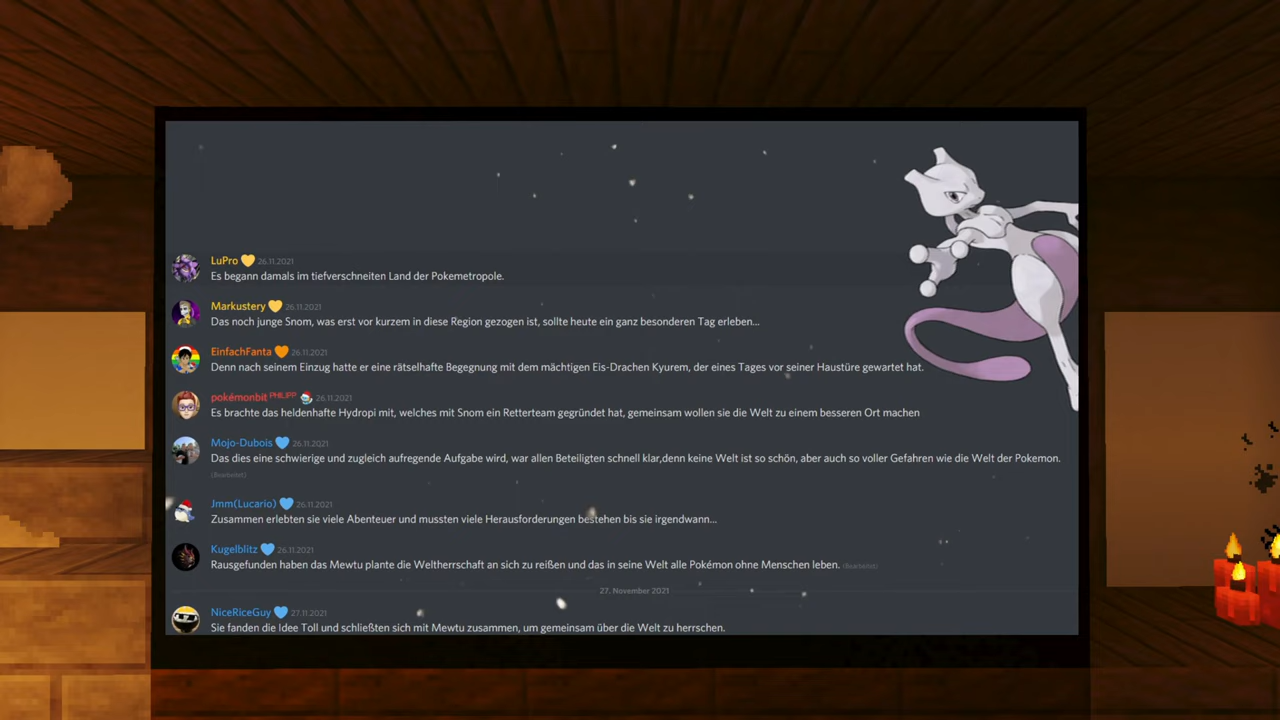 LuPro 26.11.2021
Es begann damals im tiefverschneiten Land der Pokemetropole.
Markustery 26.11.2021
Das noch junge Snom, was erst vor kurzem in diese Region gezogen ist, sollte heute ein ganz besonderen Tag erleben...
EinfachFanta 26.11.2021
Denn nach seinem Einzug hatte er eine rätselhafte Begegnung mit dem mächtigen Eis-Drachen Kyurem, der eines Tages vor seiner Haustüre gewartet hat.
pokémonbit PHILIPP 26.11.2021
Es brachte das heldenhafte Hydropi mit, welches mit Snom ein Retterteam gegründet hat, gemeinsam wollen sie die Welt zu einem besseren Ort machen
Mojo-Dubois 26.11.2021
Das dies eine schwierige und zugleich aufregende Aufgabe wird, war allen Beteiligten schnell klar,denn keine Welt ist so schön, aber auch so voller Gefahren wie die Welt der Pokemon.
(Bearbeitet)
Jmm(Lucario) 26.11.2021
Zusammen erlebten sie viele Abenteuer und mussten viele Herausforderungen bestehen bis sie irgendwann...
Kugelblitz 26.11.2021
Rausgefunden haben das Mewtu plante die Weltherrschaft an sich zu reißen und das in seine Welt alle Pokémon ohne Menschen leben. (Bearbeitet)
27. November 2021
NiceRiceGuy 27.11.2021
Sie fanden die Idee Toll und schließten sich mit Mewtu zusammen, um gemeinsam über die Welt zu herrschen.